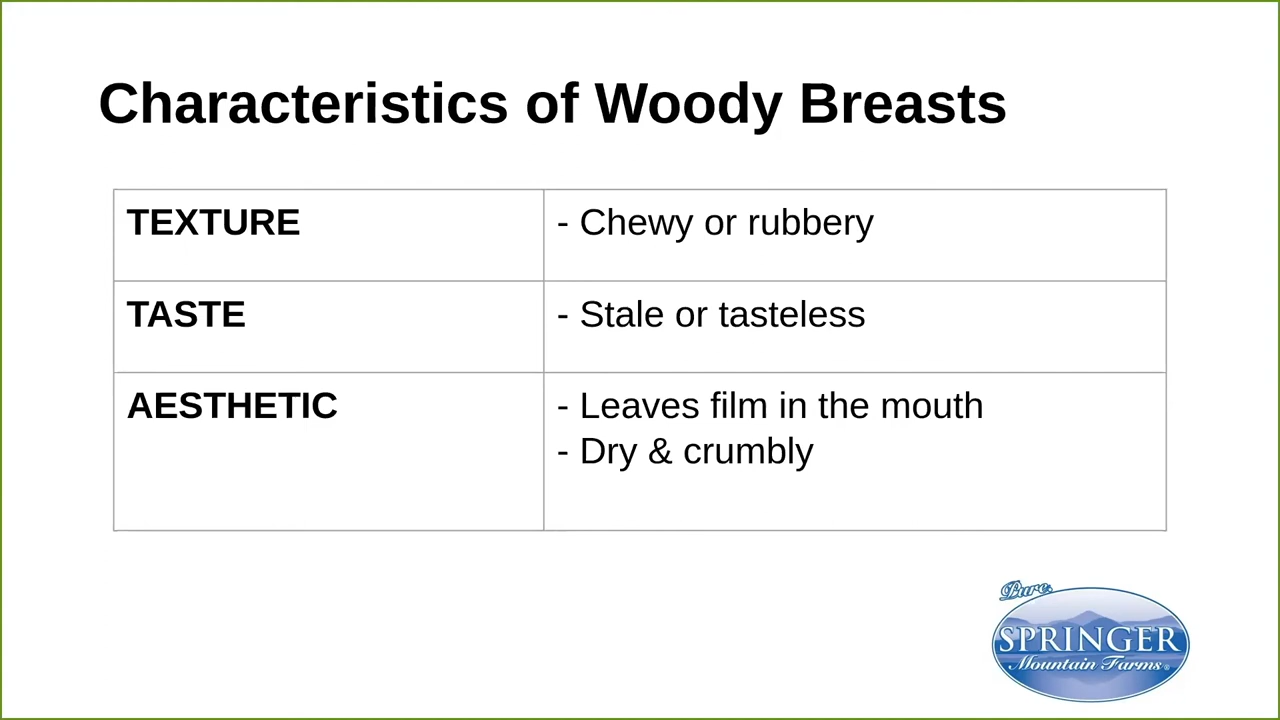 Characteristics of Woody Breasts
TEXTURE
- Chewy or rubbery
TASTE
- Stale or tasteless
AESTHETIC
- Leaves film in the mouth
- Dry & crumbly
Pure
SPRINGER
Mountain Farms®